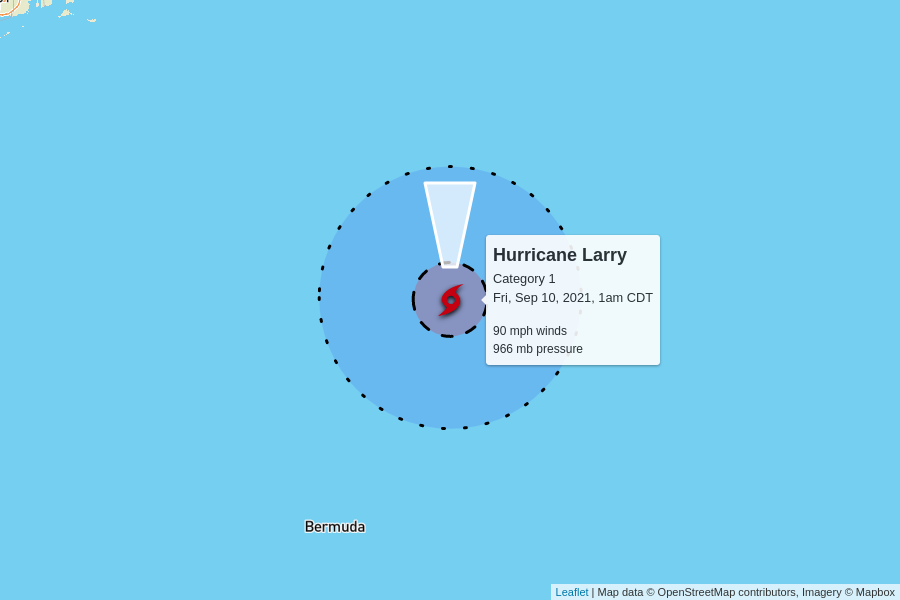 Hurricane Larry
Category 1
Fri, Sep 10, 2021, 1am CDT
90 mph winds
966 mb pressure
Bermuda
Leaflet | Map data © OpenStreetMap contributors, Imagery © Mapbox